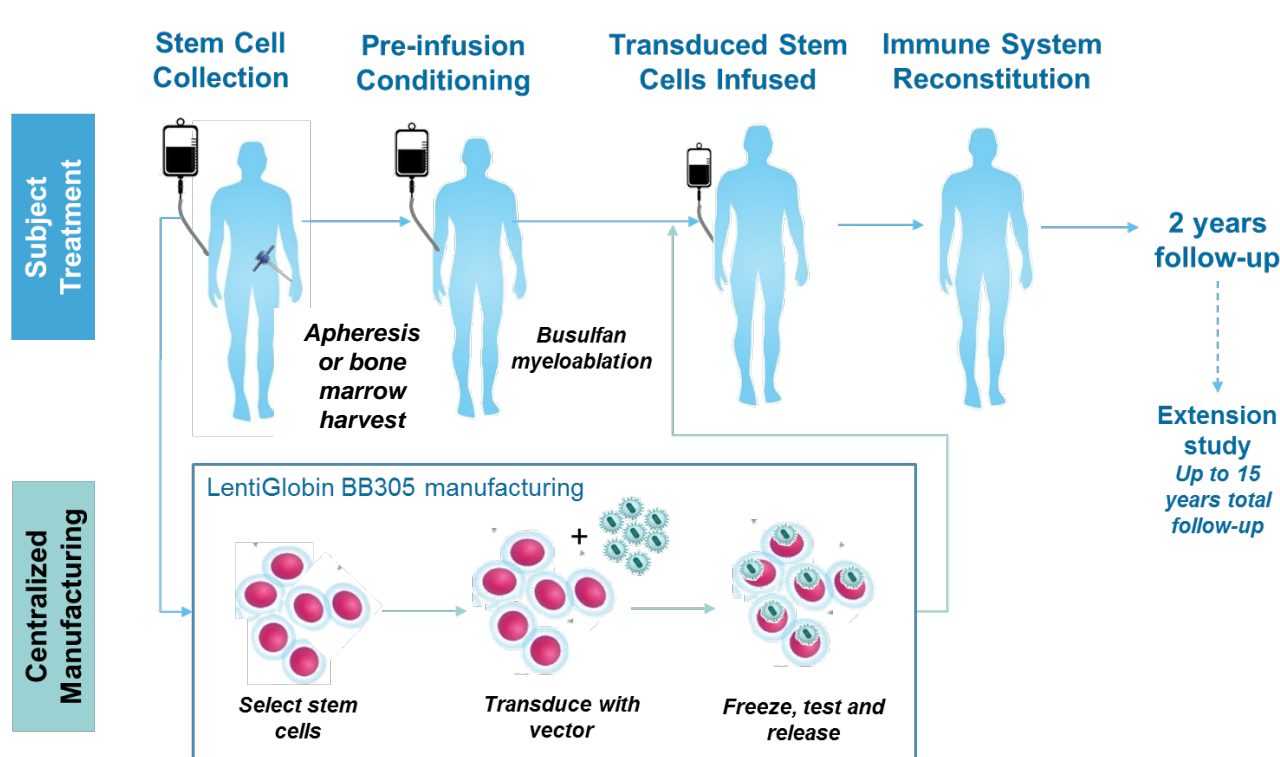 Stem Cell
Collection
Pre-infusion
Conditioning
Transduced Stem
Cells Infused
Immune System
Reconstitution
Subject
Treatment
Apheresis
or bone
marrow
harvest
Busulfan
myeloablation
2 years
follow-up
Extension
study
Up to 15
years total
follow-up
Centralized
Manufacturing
LentiGlobin BB305 manufacturing
+
Select stem
cells
Transduce with
vector
Freeze, test and
release